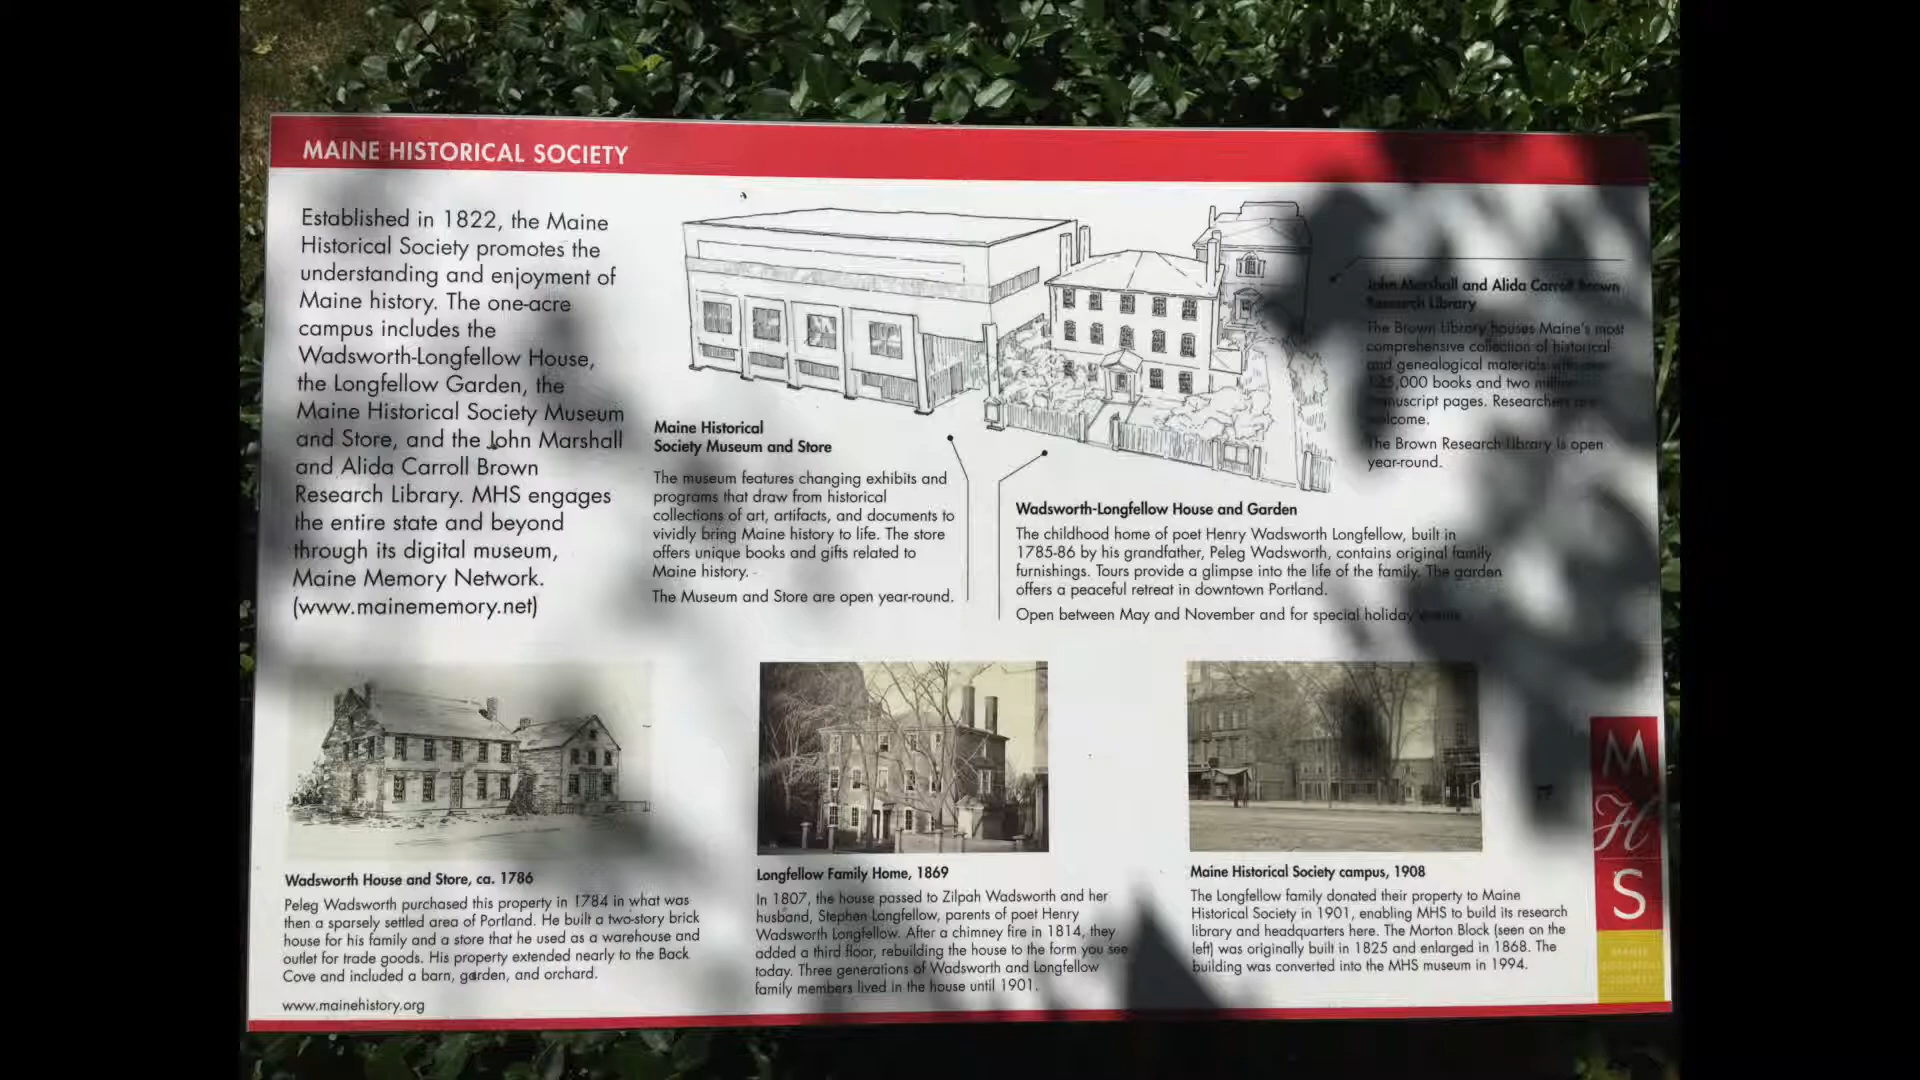 MAINE HISTORICAL SOCIETY
Established in 1822, the Maine
Historical Society promotes the
understanding and enjoyment of
Maine history. The one-acre
campus includes the
Wadsworth-Longfellow House,
the Longfellow Garden, the
Maine Historical Society Museum
and Store, and the John Marshall
and Alida Carroll Brown
Research Library. MHS engages
the entire state and beyond
through its digital museum,
Maine Memory Network.
(www.mainememory.net)
Maine Historical
Society Museum and Store
The museum features changing exhibits and
programs that draw from historical
collections of art, artifacts, and documents to
vividly bring Maine history to life. The store
offers unique books and gifts related to
Maine history.
The Museum and Store are open year-round.
Wadsworth-Longfellow House and Garden
The childhood home of poet Henry Wadsworth Longfellow, built in
1785-86 by his grandfather, Peleg Wadsworth, contains original family
furnishings. Tours provide a glimpse into the life of the family. The garden
offers a peaceful retreat in downtown Portland.
Open between May and November and for special holiday events.
John Marshall and Alida Carroll Brown
Research Library
The Brown Library houses Maine's most
comprehensive collection of historical
and genealogical materials
125,000 books and two million
manuscript pages. Researchers are
welcome.
The Brown Research Library is open
year-round.
Wadsworth House and Store, ca. 1786
Peleg Wadsworth purchased this property in 1784 in what was
then a sparsely settled area of Portland. He built a two-story brick
house for his family and a store that he used as a warehouse and
outlet for trade goods. His property extended nearly to the Back
Cove and included a barn, garden, and orchard.
www.mainehistory.org
Longfellow Family Home, 1869
In 1807, the house passed to Zilpah Wadsworth and her
husband, Stephen Longfellow, parents of poet Henry
Wadsworth Longfellow. After a chimney fire in 1814, they
added a third floor, rebuilding the house to the form you see
today. Three generations of Wadsworth and Longfellow
family members lived in the house until 1901.
Maine Historical Society campus, 1908
The Longfellow family donated their property to Maine
Historical Society in 1901, enabling MHS to build its research
library and headquarters here. The Morton Block (seen on the
left) was originally built in 1825 and enlarged in 1868. The
building was converted into the MHS museum in 1994.
M
H
S
MAINE
HISTORICAL
SOCIETY